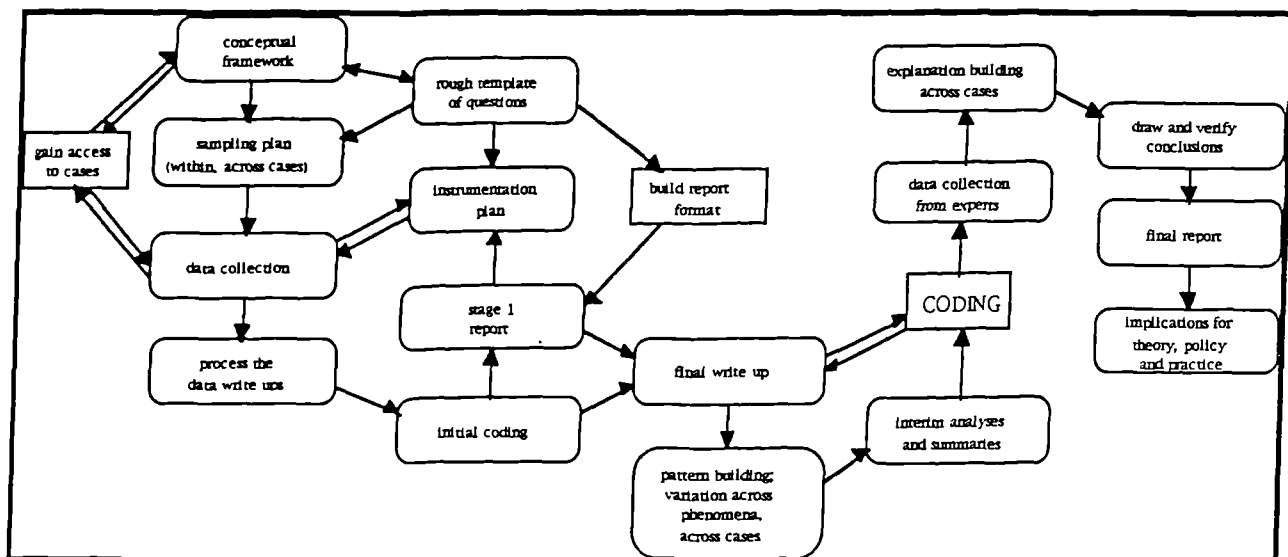 conceptual
framework
rough template
of questions
gain access
to cases
sampling plan
(within, across cases)
instrumentation
plan
build report
format
data collection
stage 1
report
process the
data write ups
initial coding
final write up
pattern building;
variation across
phenomena,
across cases
interim analyses
and summaries
CODING
data collection
from experts
explanation building
across cases
draw and verify
conclusions
final report
implications for
theory, policy
and practice